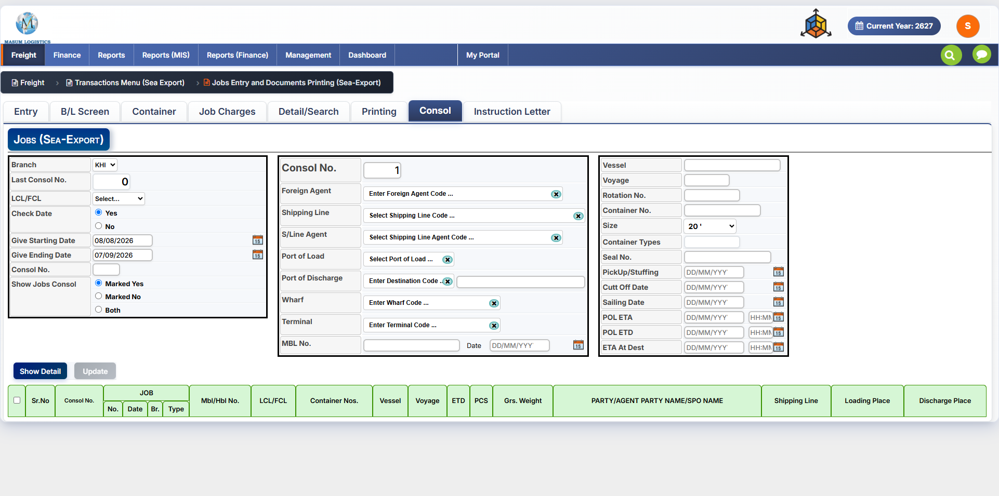 M
MASUM LOGISTICS
Current Year: 2627
S
Freight
Finance
Reports
Reports (MIS)
Reports (Finance)
Management
Dashboard
My Portal
Freight > Transactions Menu (Sea Export) > Jobs Entry and Documents Printing (Sea-Export)
Entry
B/L Screen
Container
Job Charges
Detail/Search
Printing
Consol
Instruction Letter
Jobs (Sea-Export)
Branch KHI
Last Consol No. 0
LCL/FCL Select...
Check Date Yes
No
Give Starting Date 08/08/2026 15
Give Ending Date 07/09/2026 15
Consol No.
Show Jobs Consol Marked Yes
Marked No
Both
Consol No. 1
Foreign Agent Enter Foreign Agent Code ...
Shipping Line Select Shipping Line Code ...
S/Line Agent Select Shipping Line Agent Code ...
Port of Load Select Port of Load ...
Port of Discharge Enter Destination Code ..
Wharf Enter Wharf Code ...
Terminal Enter Terminal Code ...
MBL No. Date DD/MM/YYY 15
Vessel
Voyage
Rotation No.
Container No.
Size 20 '
Container Types
Seal No.
PickUp/Stuffing DD/MM/YYY 15
Cutt Off Date DD/MM/YYY 15
Sailing Date DD/MM/YYY 15
POL ETA DD/MM/YYY HH:MM 15
POL ETD DD/MM/YYY HH:MM 15
ETA At Dest DD/MM/YYY HH:MM 15
Show Detail
Update
Sr.No
Consol No.
JOB
No.
Date
Br.
Type
Mbl/Hbl No.
LCL/FCL
Container Nos.
Vessel
Voyage
ETD
PCS
Grs. Weight
PARTY/AGENT PARTY NAME/SPO NAME
Shipping Line
Loading Place
Discharge Place